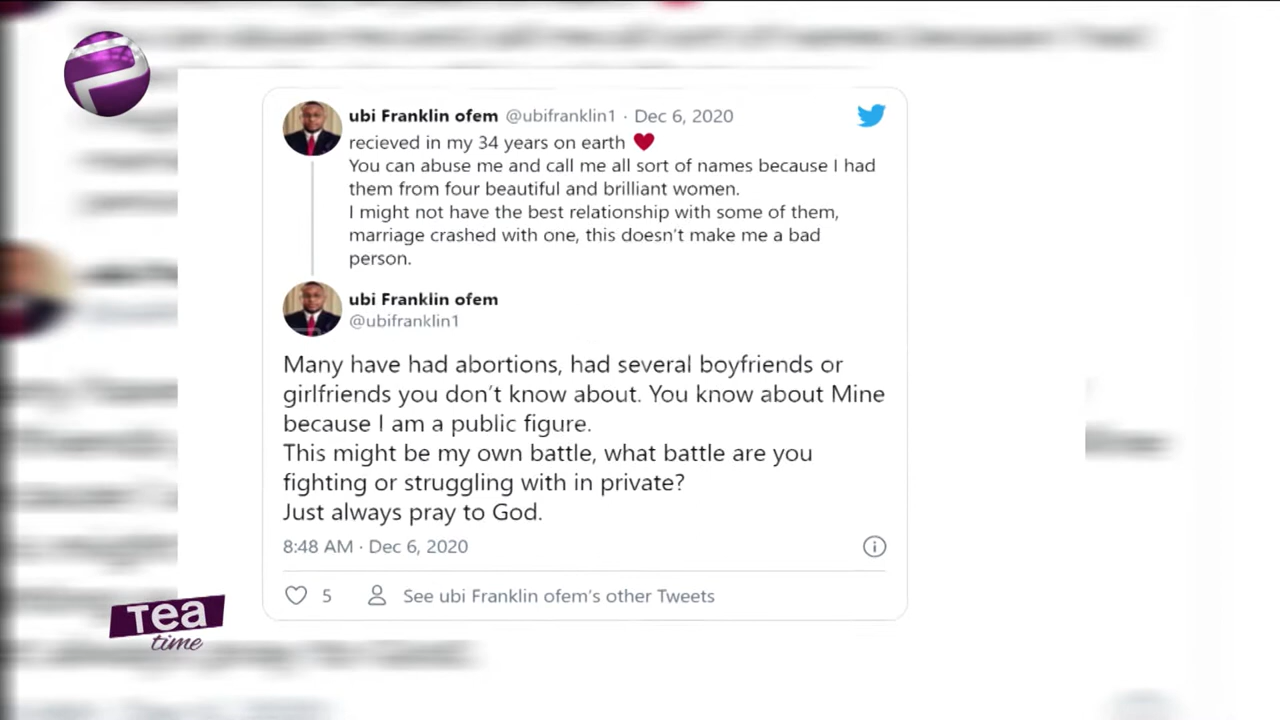 ubi Franklin ofem @ubifranklin1 · Dec 6, 2020
recieved in my 34 years on earth ❤
You can abuse me and call me all sort of names because I had
them from four beautiful and brilliant women.
I might not have the best relationship with some of them,
marriage crashed with one, this doesn't make me a bad
person.
ubi Franklin ofem
@ubifranklin1
Many have had abortions, had several boyfriends or
girlfriends you don't know about. You know about Mine
because I am a public figure.
This might be my own battle, what battle are you
fighting or struggling with in private?
Just always pray to God.
8:48 AM · Dec 6, 2020
5 See ubi Franklin ofem's other Tweets
Tea
time